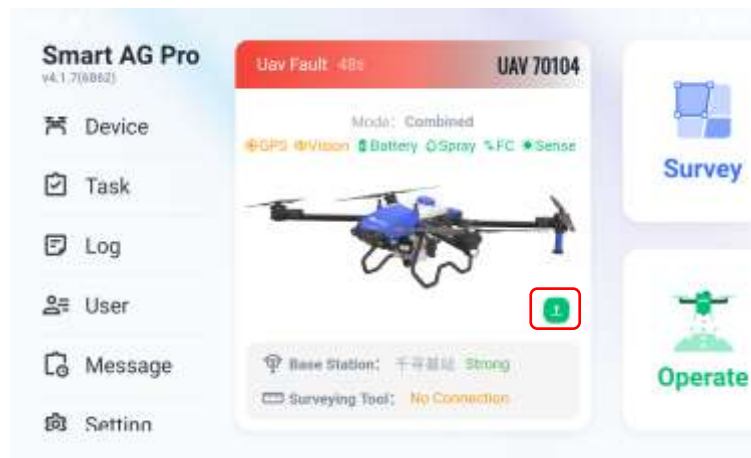 Smart AG Pro
v4.1.7(6862)
Device
Task
Log
User
Message
Setting
Uav Fault 48s
UAV 70104
Mode: Combined
GPS Vision Battery Spray FC Sense
Base Station: 千寻基站 Strong
Surveying Tool: No Connection
Survey
Operate